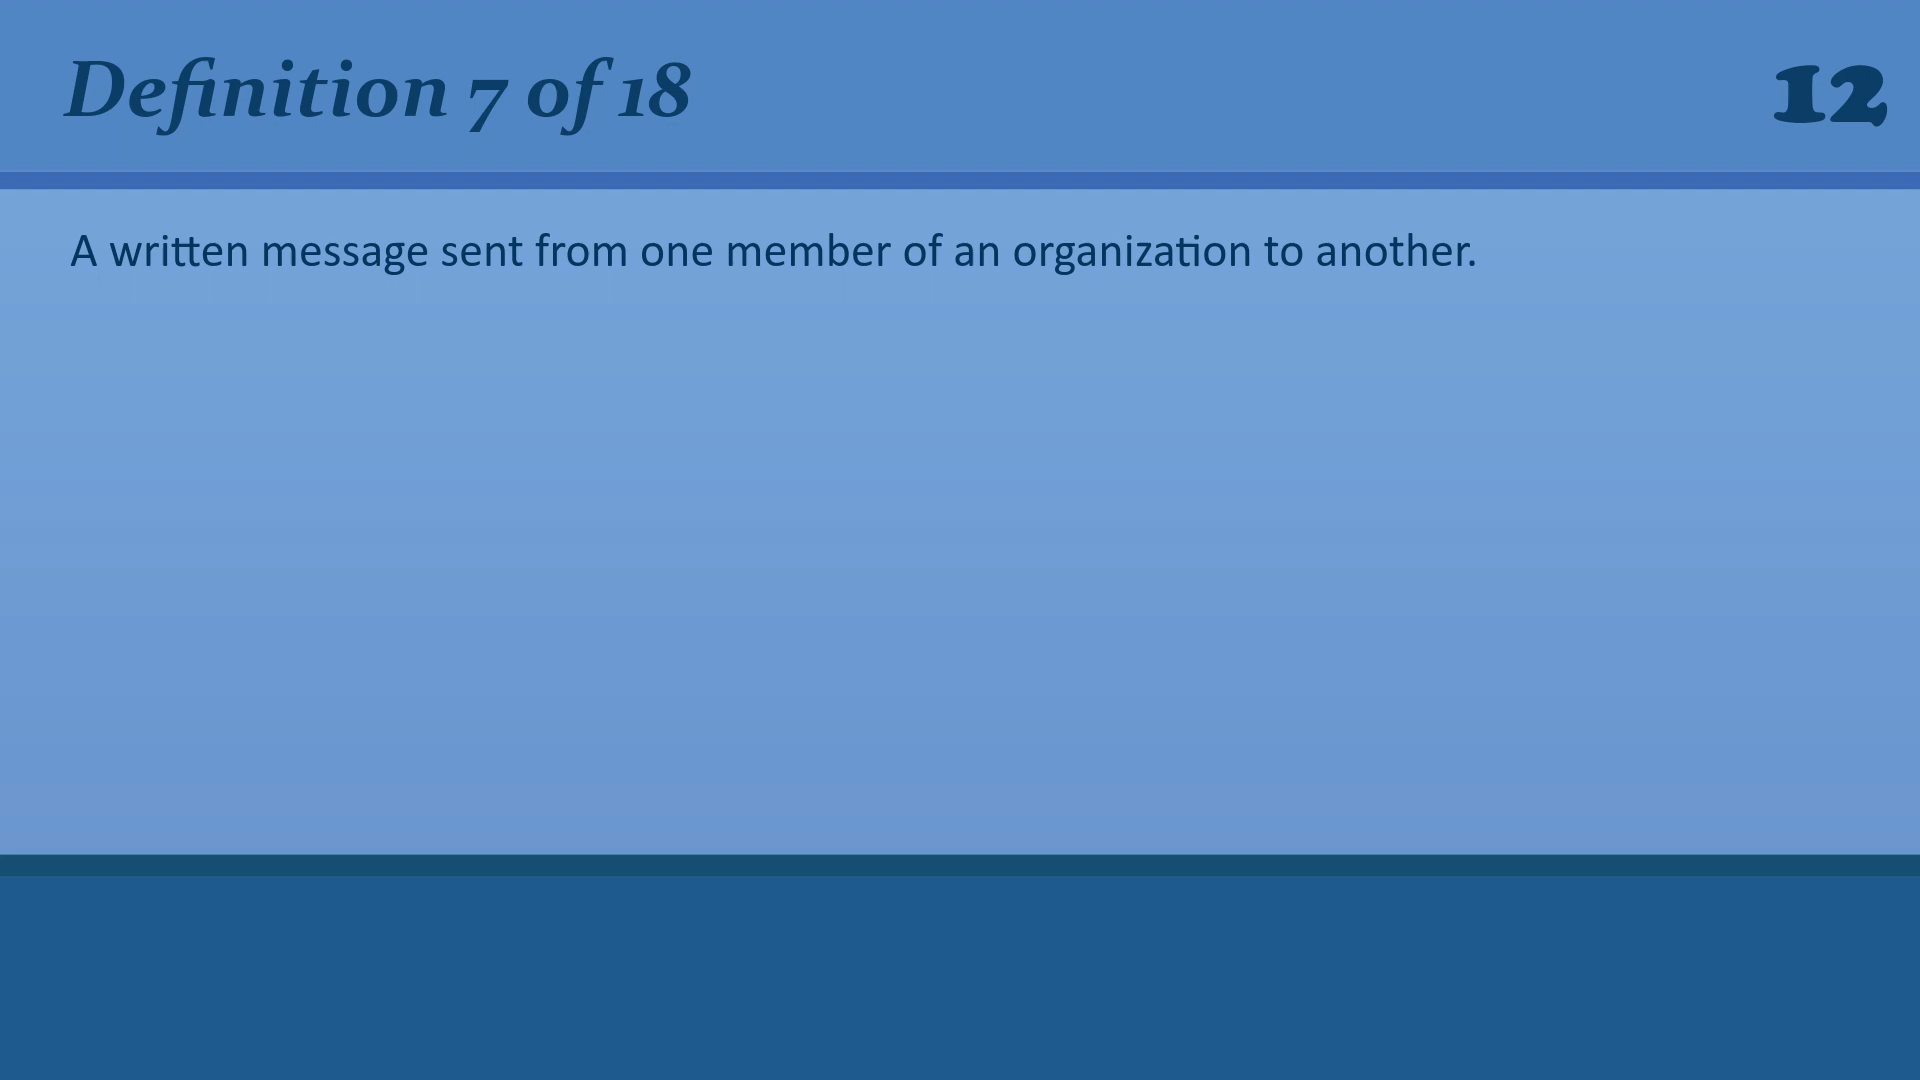 Definition 7 of 18
12
A written message sent from one member of an organization to another.